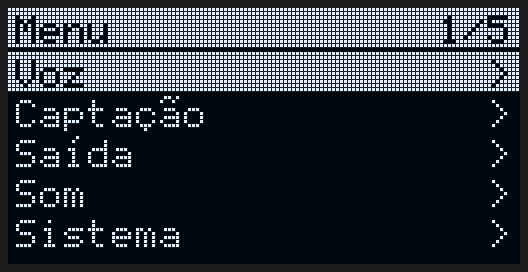 Menu 1/5
Voz >
Captação >
Saída >
Som >
Sistema >